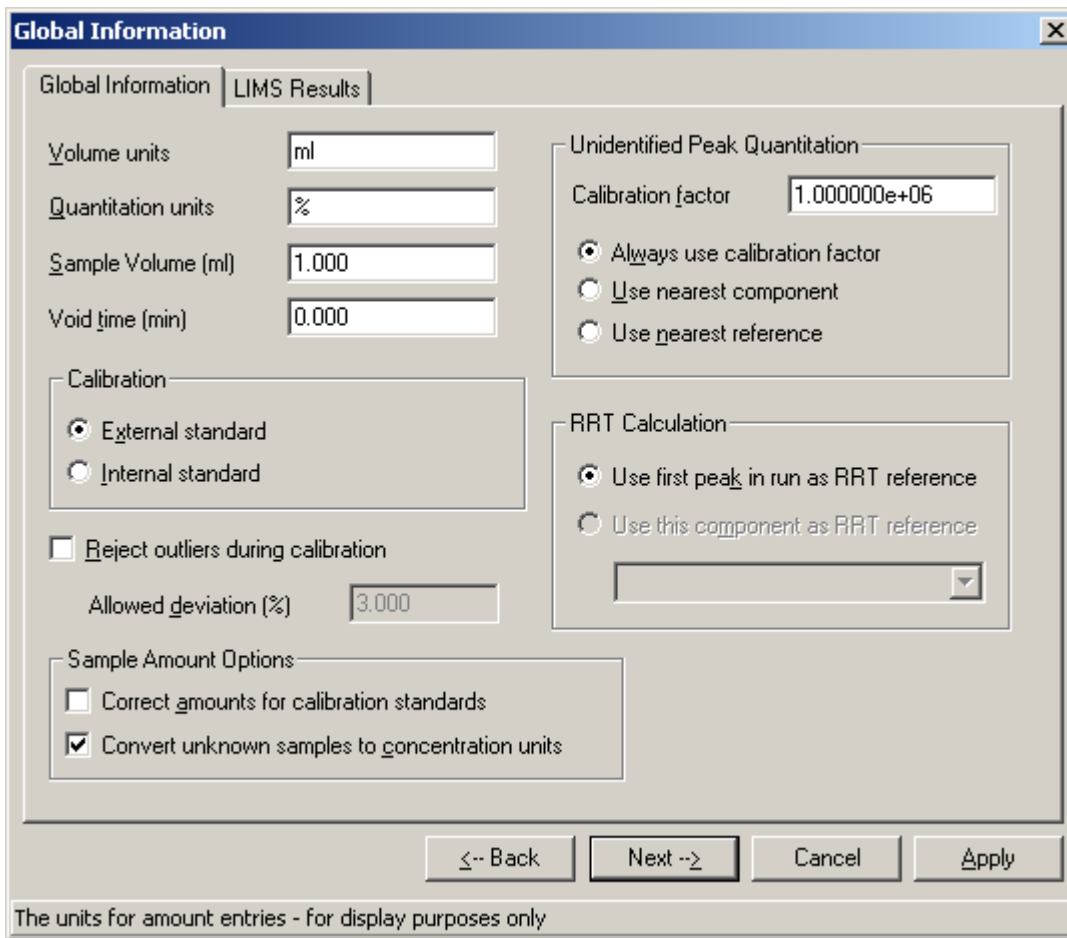 Global Information
Global Information
LIMS Results
Volume units
ml
Quantitation units
%
Sample Volume (ml)
1.000
Void time (min)
0.000
Calibration
External standard
Internal standard
Reject outliers during calibration
Allowed deviation (%)
3.000
Sample Amount Options
Correct amounts for calibration standards
Convert unknown samples to concentration units
Unidentified Peak Quantitation
Calibration factor
1.000000e+06
Always use calibration factor
Use nearest component
Use nearest reference
RRT Calculation
Use first peak in run as RRT reference
Use this component as RRT reference
<-- Back
Next -->
Cancel
Apply
The units for amount entries - for display purposes only